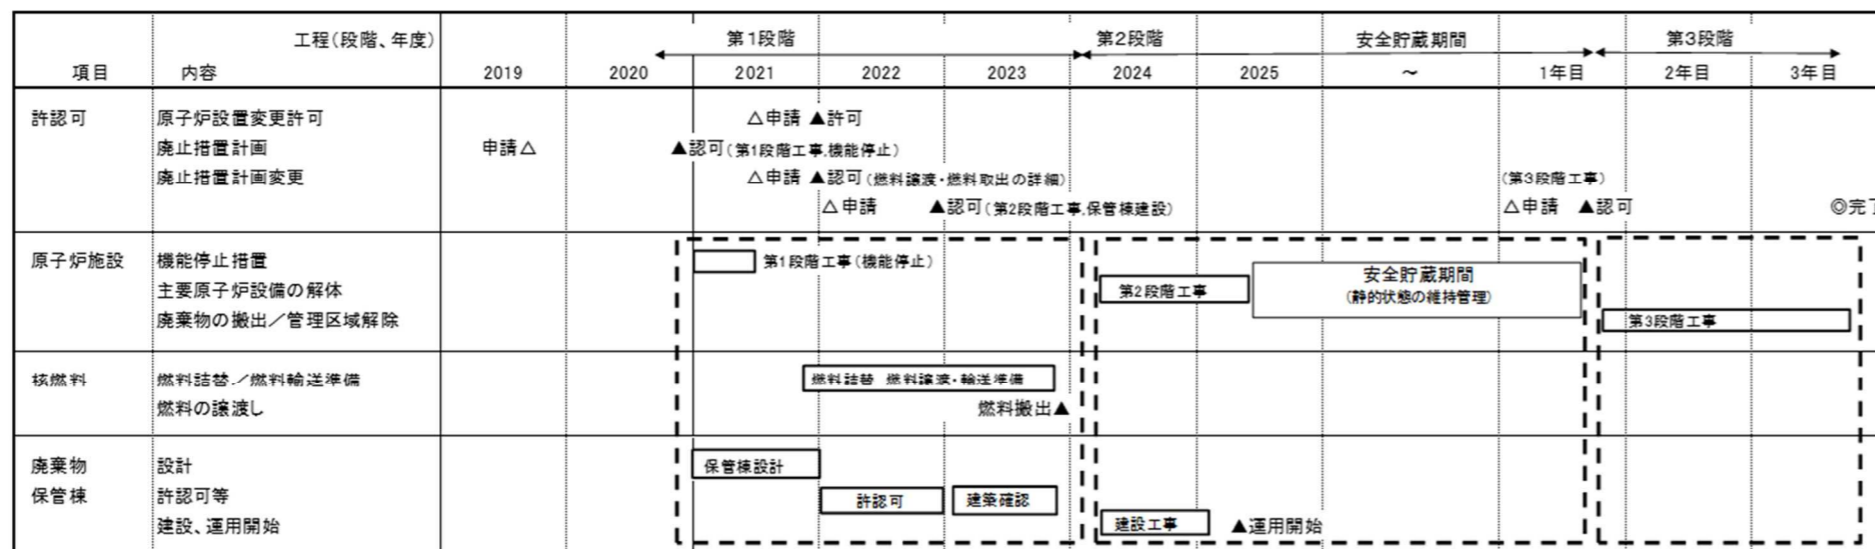 工程(段階、年度) 第1段階 第2段階 安全貯蔵期間 第3段階
項目 内容 2019 2020 2021 2022 2023 2024 2025 ～ 1年目 2年目 3年目
許認可 原子炉設置変更許可 △申請 ▲許可
廃止措置計画 申請△ ▲認可(第1段階工事,機能停止)
廃止措置計画変更 △申請 ▲認可(燃料譲渡・燃料取出の詳細) (第3段階工事)
△申請 ▲認可(第2段階工事,保管棟建設) △申請 ▲認可 ◎完了
原子炉施設 機能停止措置 第1段階工事(機能停止) 安全貯蔵期間
主要原子炉設備の解体 第2段階工事 (静的状態の維持管理)
廃棄物の搬出／管理区域解除 第3段階工事
核燃料 燃料詰替／燃料輸送準備 燃料詰替 燃料譲渡・輸送準備
燃料の譲渡し 燃料搬出▲
廃棄物 設計 保管棟設計
保管棟 許認可等 許認可 建築確認
建設、運用開始 建設工事 ▲運用開始